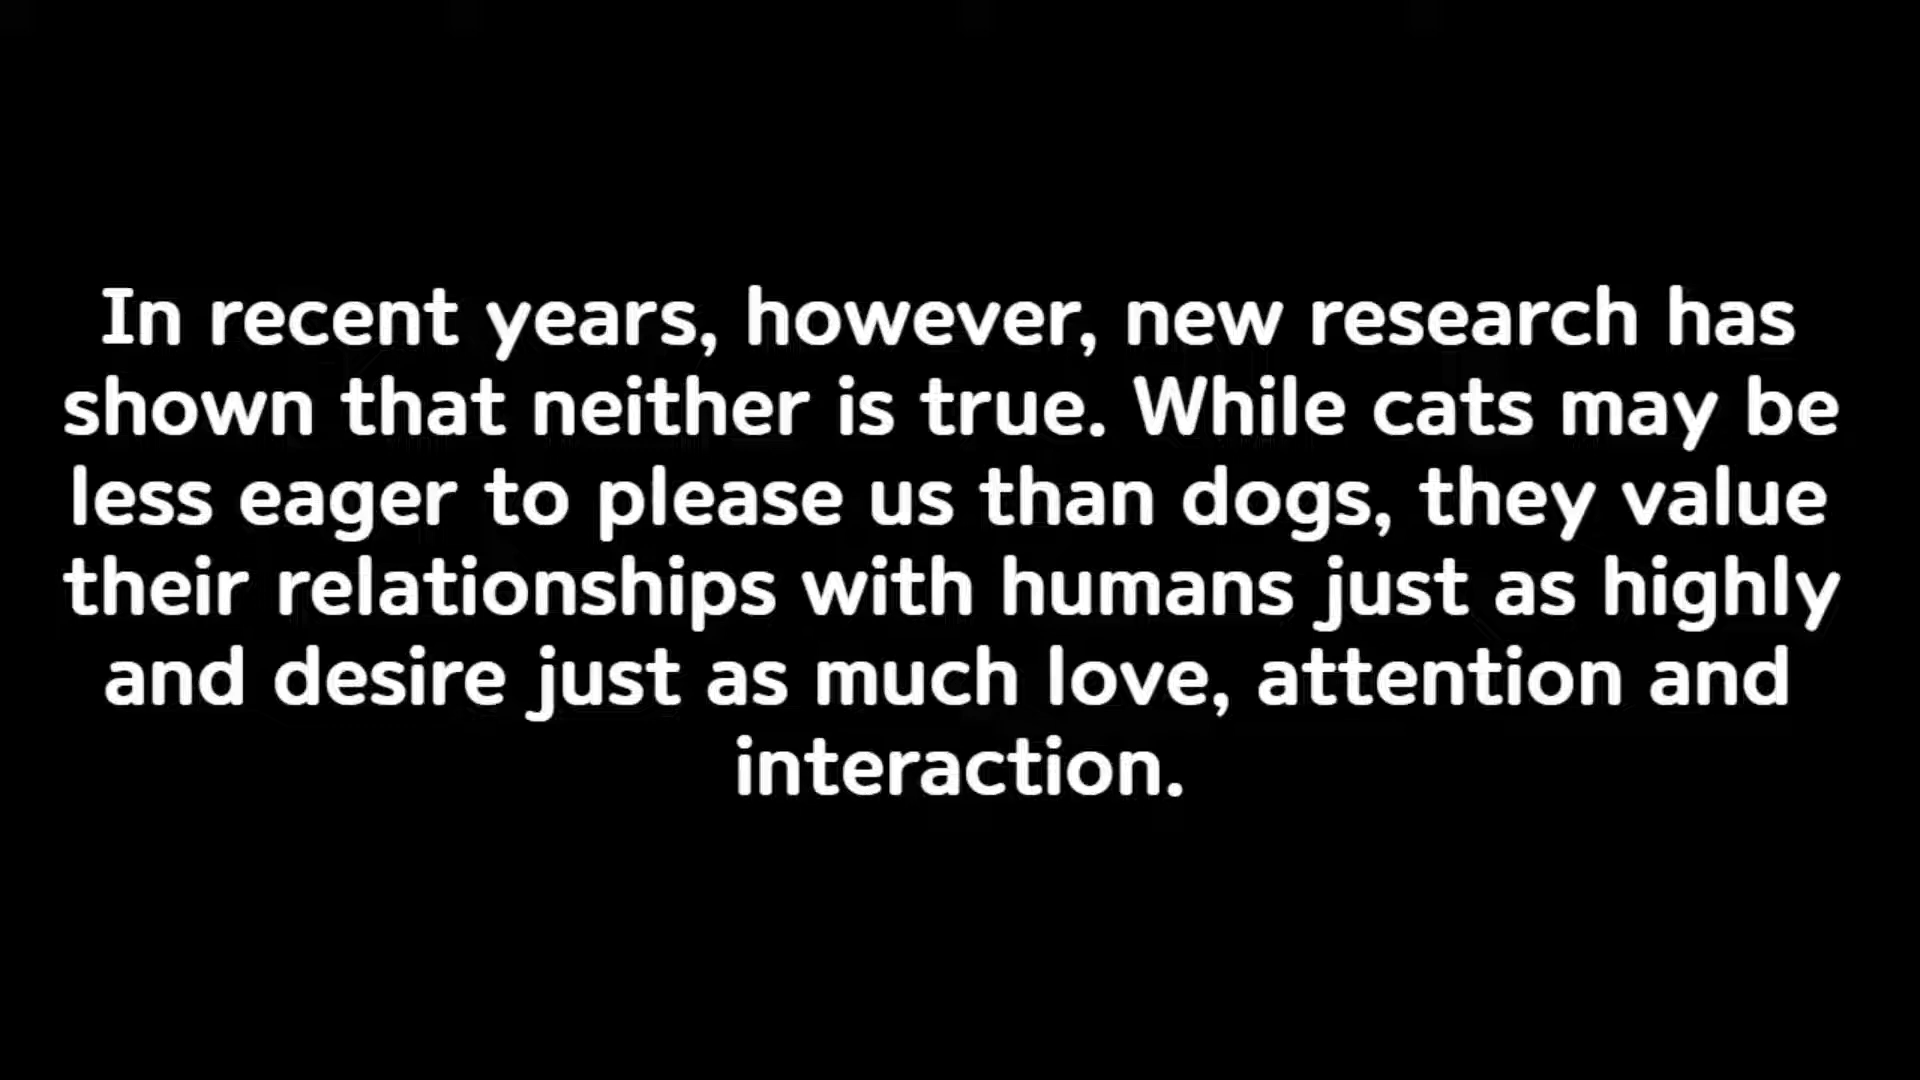 In recent years, however, new research has
shown that neither is true. While cats may be
less eager to please us than dogs, they value
their relationships with humans just as highly
and desire just as much love, attention and
interaction.